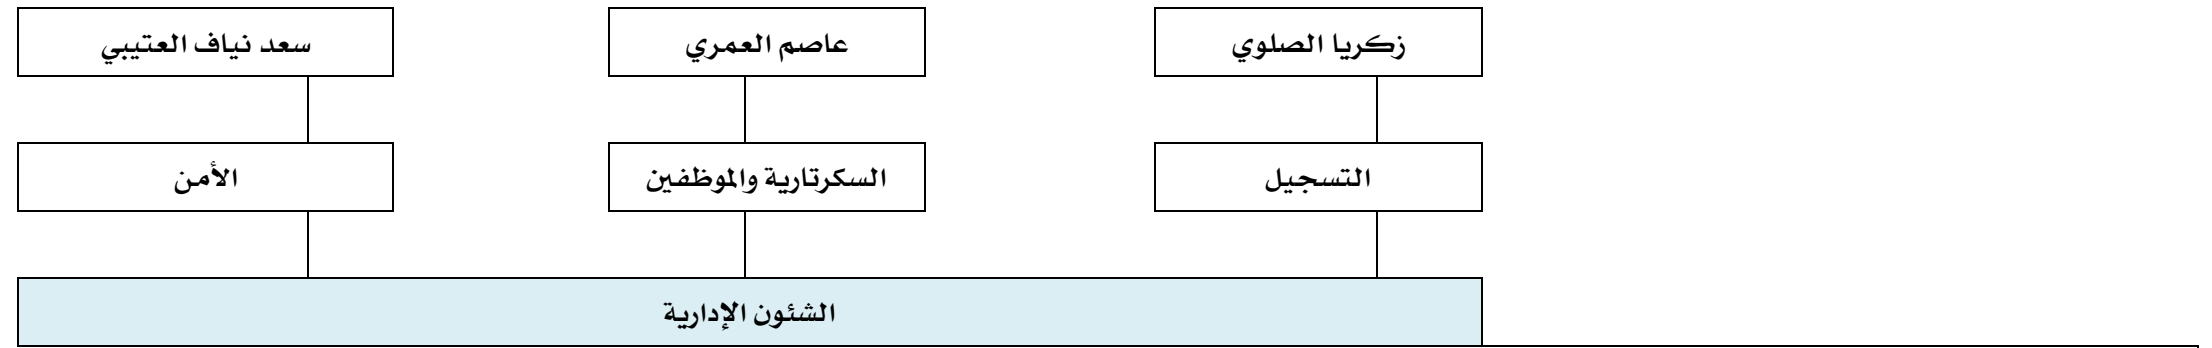 زكريا الصلوي
عاصم العمري
سعد نياف العتيبي
التسجيل
السكرتارية والموظفين
الأمن
الشئون الإدارية